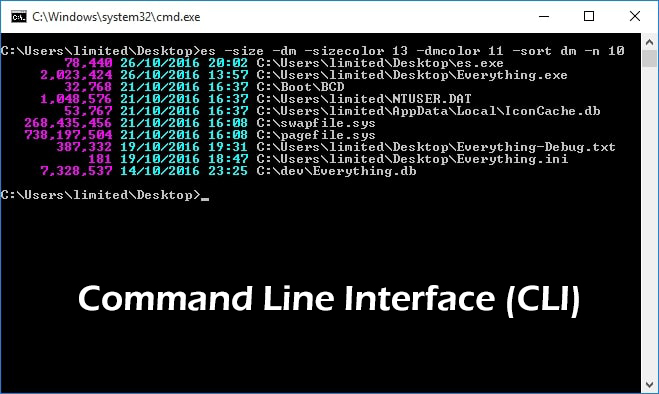 C:\Windows\system32\cmd.exe
C:\Users\limited\Desktop>es -size -dm -sizecolor 13 -dmcolor 11 -sort dm -n 10
78,440 26/10/2016 20:02 C:\Users\limited\Desktop\es.exe
2,023,424 26/10/2016 13:57 C:\Users\limited\Desktop\Everything.exe
32,768 21/10/2016 16:37 C:\Boot\BCD
1,048,576 21/10/2016 16:37 C:\Users\limited\NTUSER.DAT
53,767 21/10/2016 16:37 C:\Users\limited\AppData\Local\IconCache.db
268,435,456 21/10/2016 16:08 C:\swapfile.sys
738,197,504 21/10/2016 16:08 C:\pagefile.sys
387,332 19/10/2016 19:31 C:\Users\limited\Desktop\Everything-Debug.txt
181 19/10/2016 18:47 C:\Users\limited\Desktop\Everything.ini
7,328,537 14/10/2016 23:25 C:\dev\Everything.db
C:\Users\limited\Desktop>_
Command Line Interface (CLI)